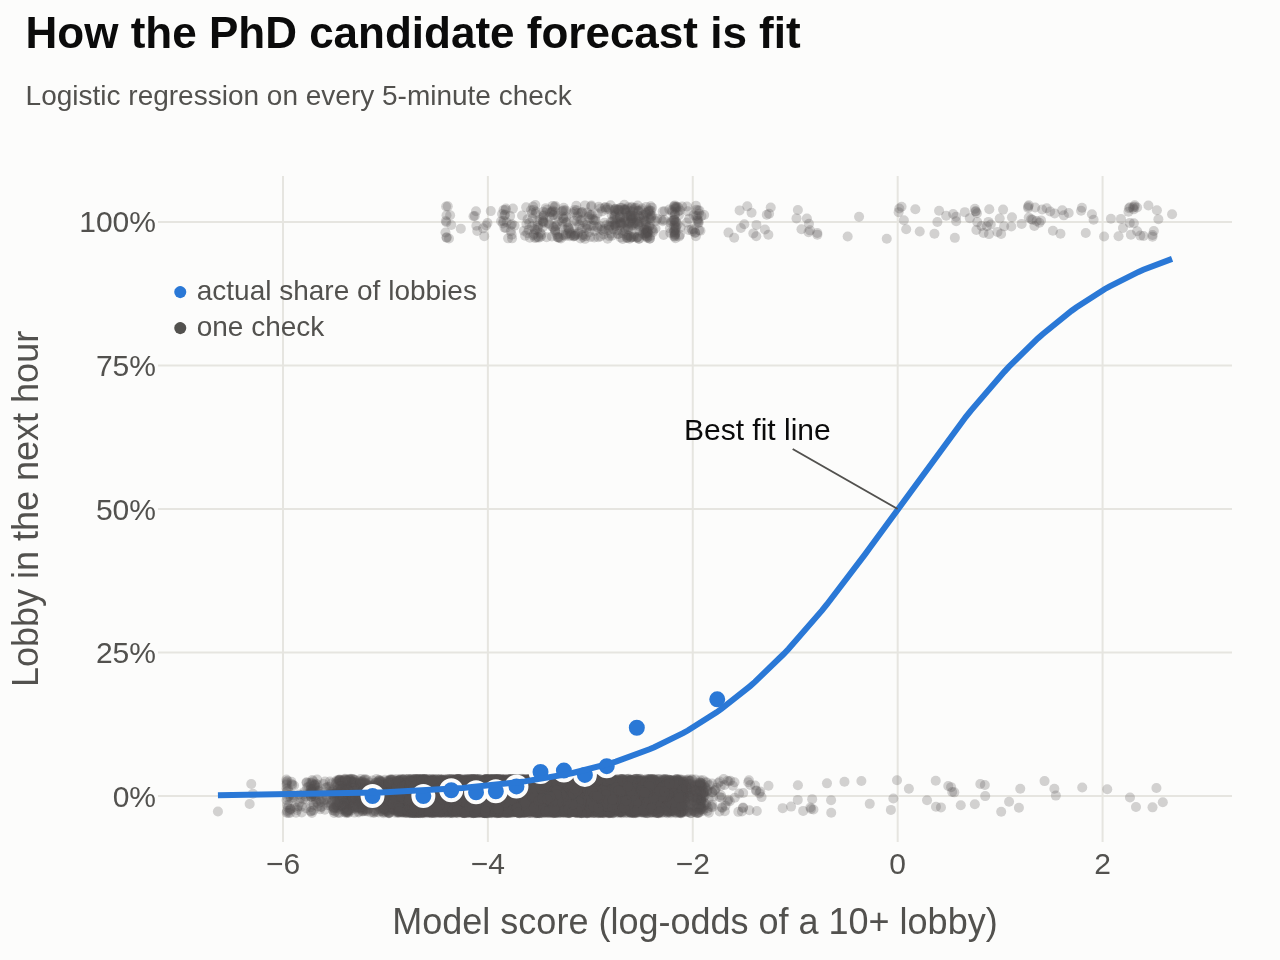 How the PhD candidate forecast is fit
Logistic regression on every 5-minute check
100%
actual share of lobbies
one check
75%
Best fit line
50%
25%
0%
Lobby in the next hour
−6
−4
−2
0
2
Model score (log-odds of a 10+ lobby)